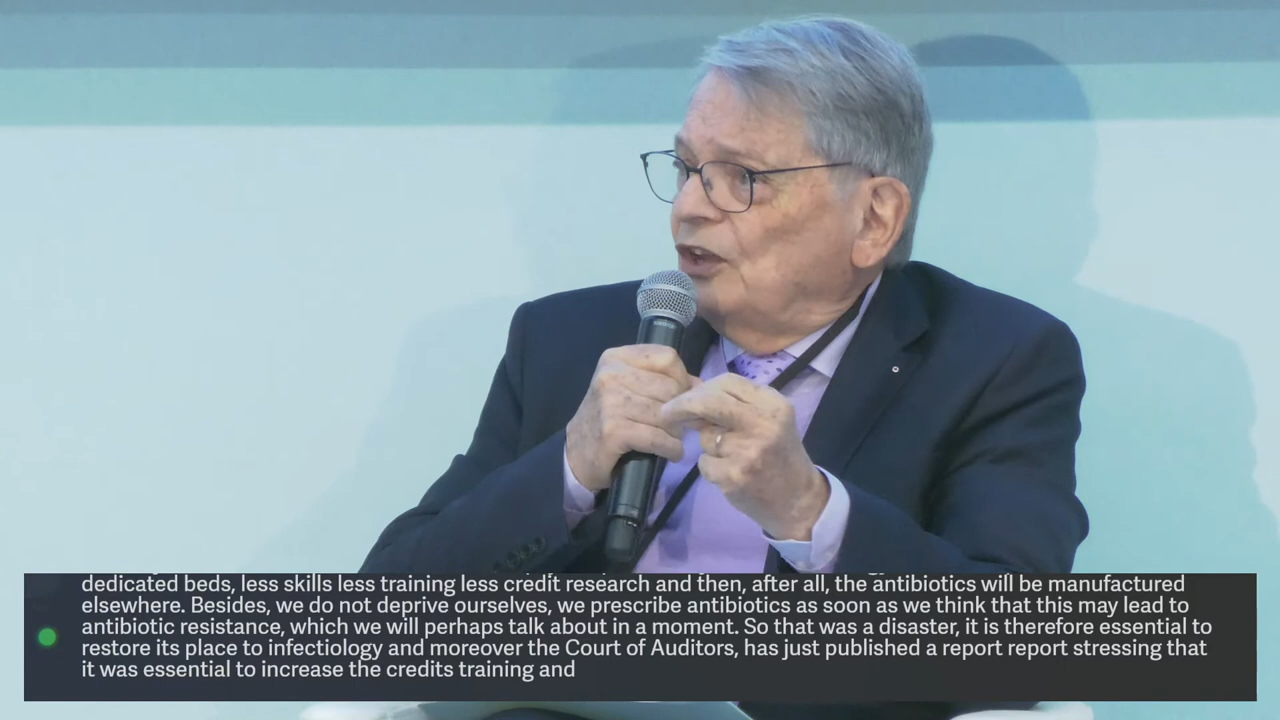 dedicated beds, less skills less training less credit research and then, after all, the antibiotics will be manufactured
elsewhere. Besides, we do not deprive ourselves, we prescribe antibiotics as soon as we think that this may lead to
antibiotic resistance, which we will perhaps talk about in a moment. So that was a disaster, it is therefore essential to
restore its place to infectiology and moreover the Court of Auditors, has just published a report report stressing that
it was essential to increase the credits training and